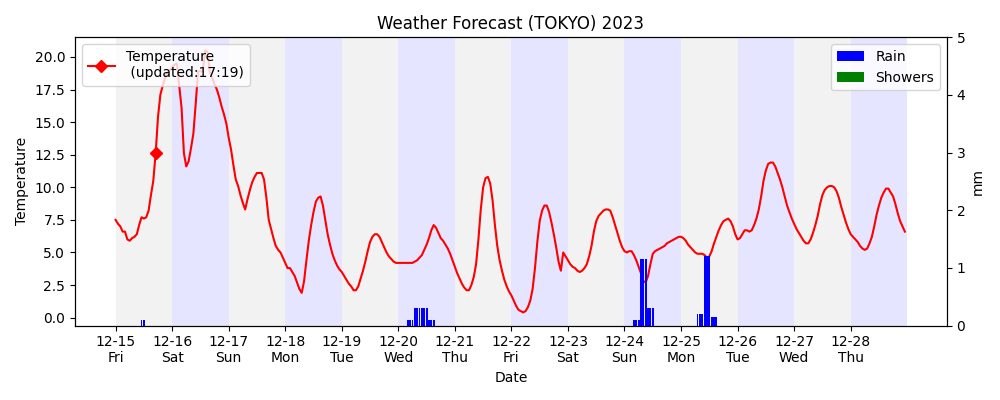 Weather Forecast (TOKYO) 2023
Temperature
(updated:17:19)
Rain
Showers
20.0
17.5
15.0
12.5
10.0
7.5
5.0
2.5
0.0
Temperature
5
4
3
2
1
0
mm
12-15 12-16 12-17 12-18 12-19 12-20 12-21 12-22 12-23 12-24 12-25 12-26 12-27 12-28
Fri Sat Sun Mon Tue Wed Thu Fri Sat Sun Mon Tue Wed Thu
Date